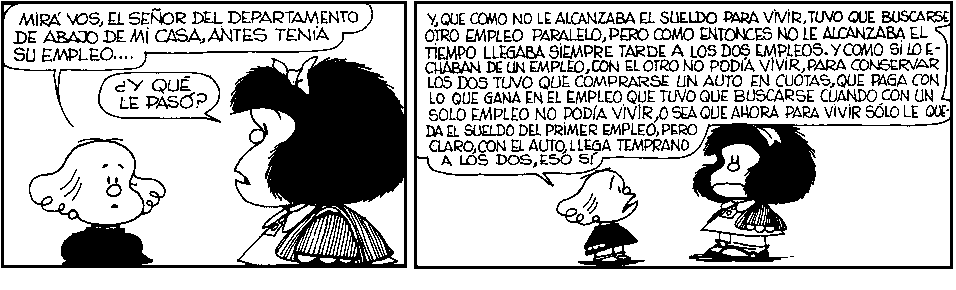 MIRÁ VOS, EL SEÑOR DEL DEPARTAMENTO
DE ABAJO DE MI CASA, ANTES TENÍA
SU EMPLEO....
¿Y QUÉ
LE PASÓ?
Y, QUE COMO NO LE ALCANZABA EL SUELDO PARA VIVIR, TUVO QUE BUSCARSE
OTRO EMPLEO PARALELO, PERO COMO ENTONCES NO LE ALCANZABA EL
TIEMPO LLEGABA SIEMPRE TARDE A LOS DOS EMPLEOS. Y COMO SI LO E-
CHABAN DE UN EMPLEO, CON EL OTRO NO PODÍA VIVIR, PARA CONSERVAR
LOS DOS TUVO QUE COMPRARSE UN AUTO EN CUOTAS, QUE PAGA CON
LO QUE GANA EN EL EMPLEO QUE TUVO QUE BUSCARSE CUANDO CON UN
SOLO EMPLEO NO PODÍA VIVIR, O SEA QUE AHORA PARA VIVIR SÓLO LE QUE-
DA EL SUELDO DEL PRIMER EMPLEO, PERO
CLARO, CON EL AUTO, LLEGA TEMPRANO
A LOS DOS, ESÓ SÍ